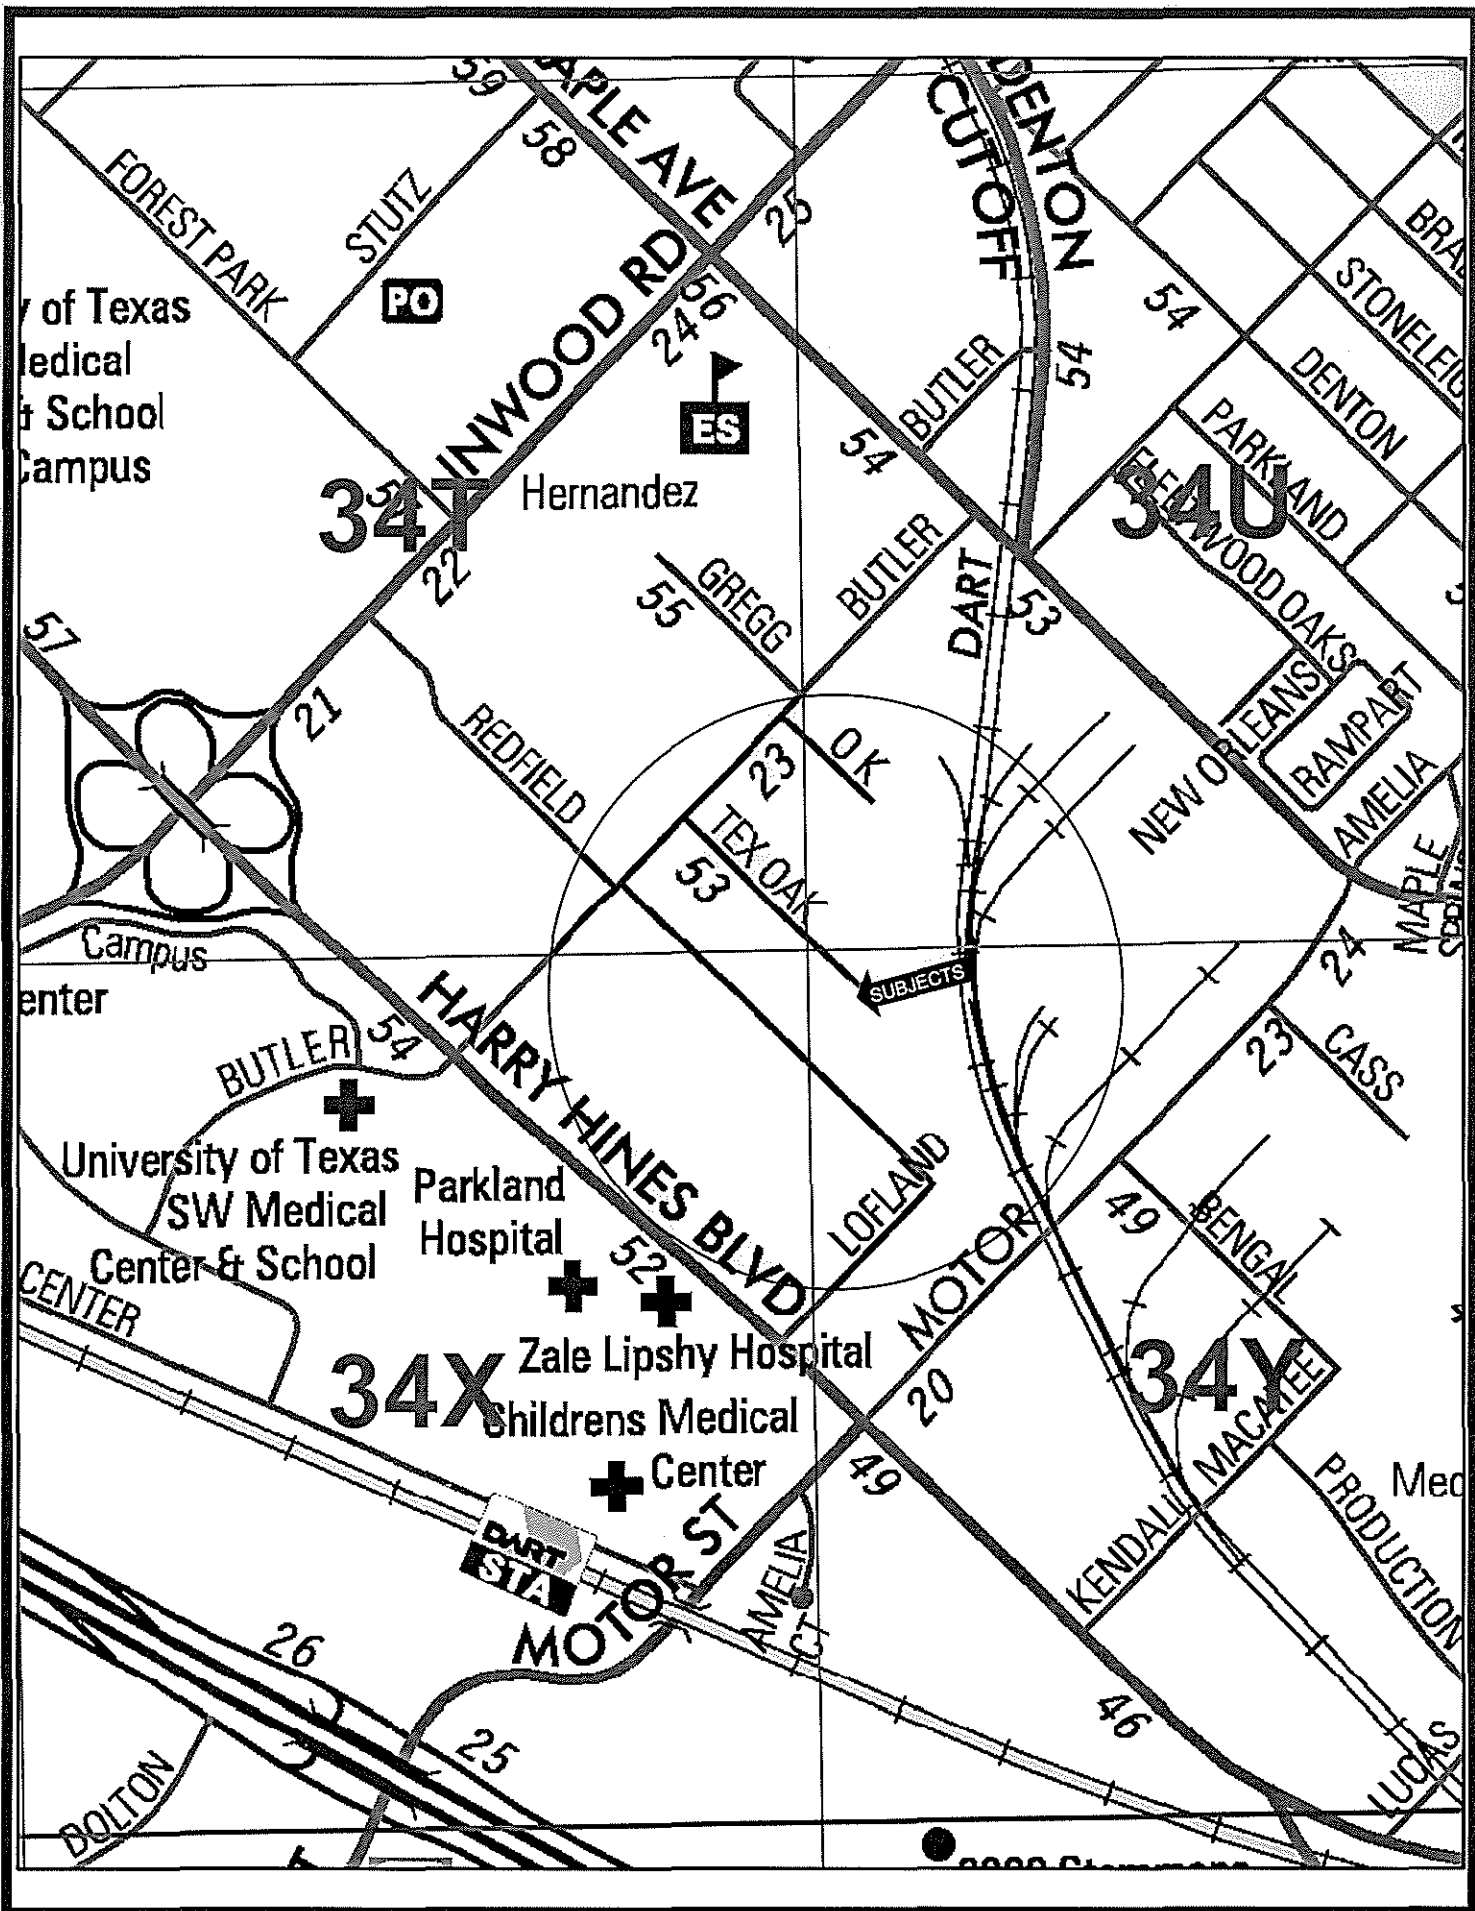 59
APLE AVE
58
DENTON
CUTOFF
FOREST PARK
STUTZ
25
BRA
STONELEIG
y of Texas
edical
& School
Campus
PO
INWOOD RD
56
24
54
BUTLER
54
DENTON
ES
54
PARKLAND
34T
Hernandez
34U
WOOD OAKS
22
GREGG
55
BUTLER
DART
53
57
21
REDFIELD
NEW ORLEANS
RAMPART
23
O K
AMELIA
TEX OAK
53
MAPLE
Campus
24
enter
SUBJECTS
HARRY HINES BLVD
54
BUTLER
23
CASS
University of Texas
SW Medical
Center & School
Parkland
Hospital
LOFLAND
52
MOTOR
49
BENGAL
CENTER
Zale Lipshy Hospital
34X
34Y
Childrens Medical
Center
20
MACATEE
49
PRODUCTION
Med
DART
STA
MOTOR ST
AMELIA
CT
KENDALL
26
25
46
LUCAS
BOLTON